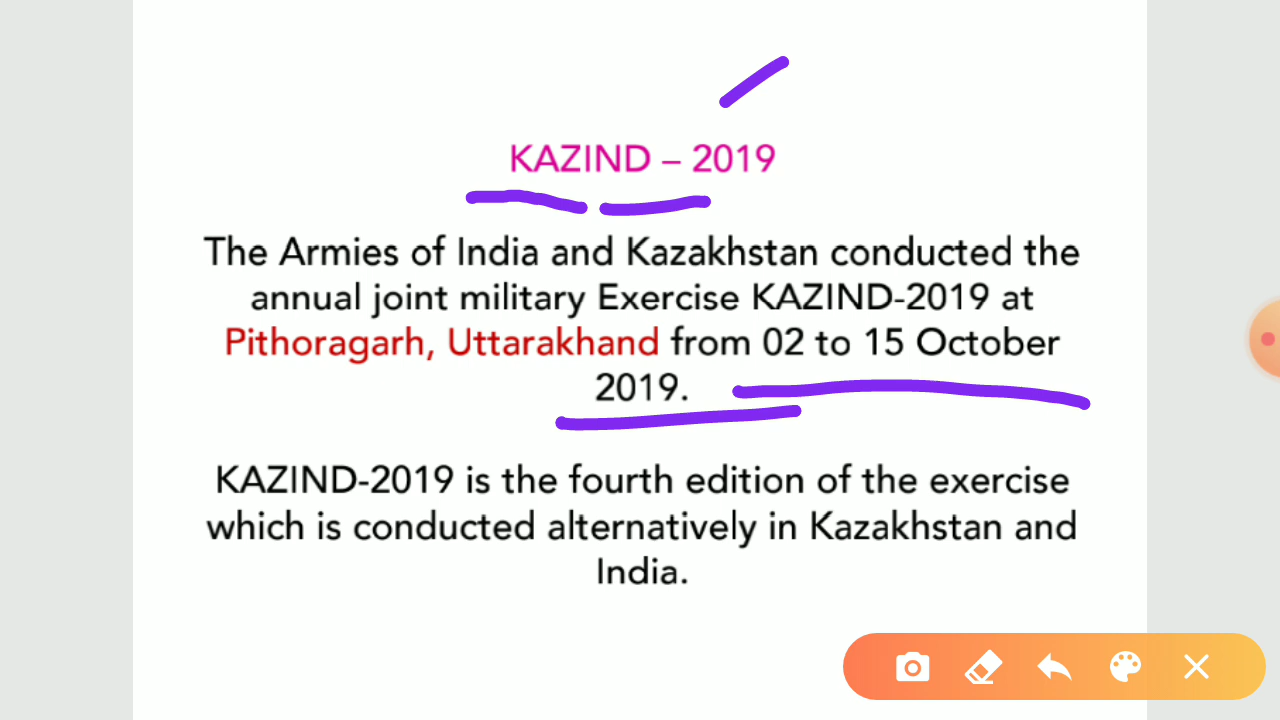 KAZIND – 2019
The Armies of India and Kazakhstan conducted the
annual joint military Exercise KAZIND-2019 at
Pithoragarh, Uttarakhand from 02 to 15 October
2019.
KAZIND-2019 is the fourth edition of the exercise
which is conducted alternatively in Kazakhstan and
India.